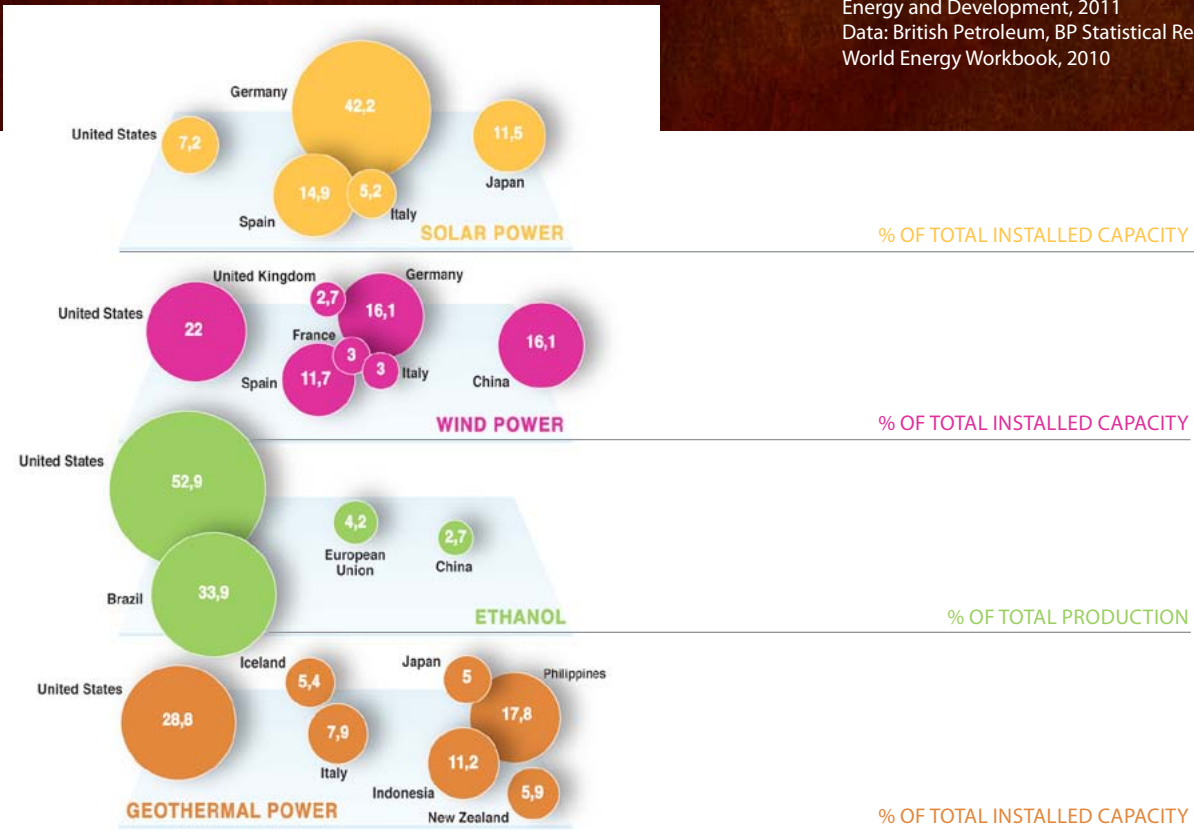 Energy and Development, 2011
Data: British Petroleum, BP Statistical Re
World Energy Workbook, 2010
Germany
42,2
United States
7,2
11,5
Japan
14,9
5,2
Spain
Italy
SOLAR POWER
% OF TOTAL INSTALLED CAPACITY
United Kingdom
Germany
2,7
16,1
United States
22
France
3
16,1
Spain
11,7
3
Italy
China
WIND POWER
% OF TOTAL INSTALLED CAPACITY
United States
52,9
4,2
European
Union
2,7
China
Brazil
33,9
ETHANOL
% OF TOTAL PRODUCTION
Iceland
5,4
Japan
5
Philippines
United States
28,8
17,8
7,9
Italy
11,2
Indonesia
5,9
New Zealand
GEOTHERMAL POWER
% OF TOTAL INSTALLED CAPACITY